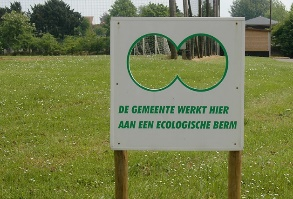 DE GEMEENTE WERKT HIER
AAN EEN ECOLOGISCHE BERM